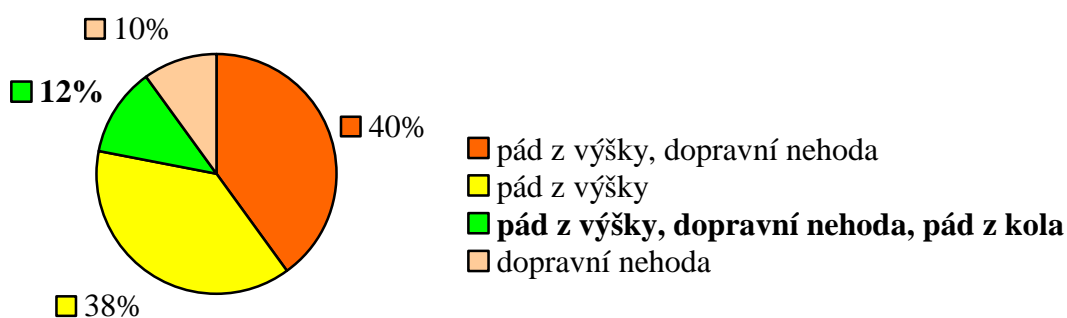 10%
12%
40%
38%
pád z výšky, dopravní nehoda
pád z výšky
pád z výšky, dopravní nehoda, pád z kola
dopravní nehoda